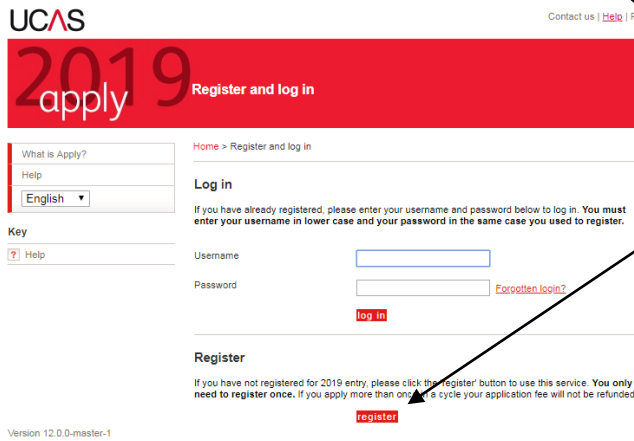 UCAS
Contact us | Help |
2019
apply
Register and log in
What is Apply?
Help
English
Key
? Help
Home > Register and log in
Log in
If you have already registered, please enter your username and password below to log in. You must
enter your username in lower case and your password in the same case you used to register.
Username
Password
Forgotten login?
log in
Register
If you have not registered for 2019 entry, please click the 'register' button to use this service. You only
need to register once. If you apply more than once in a cycle your application fee will not be refunded
register
Version 12.0.0-master-1